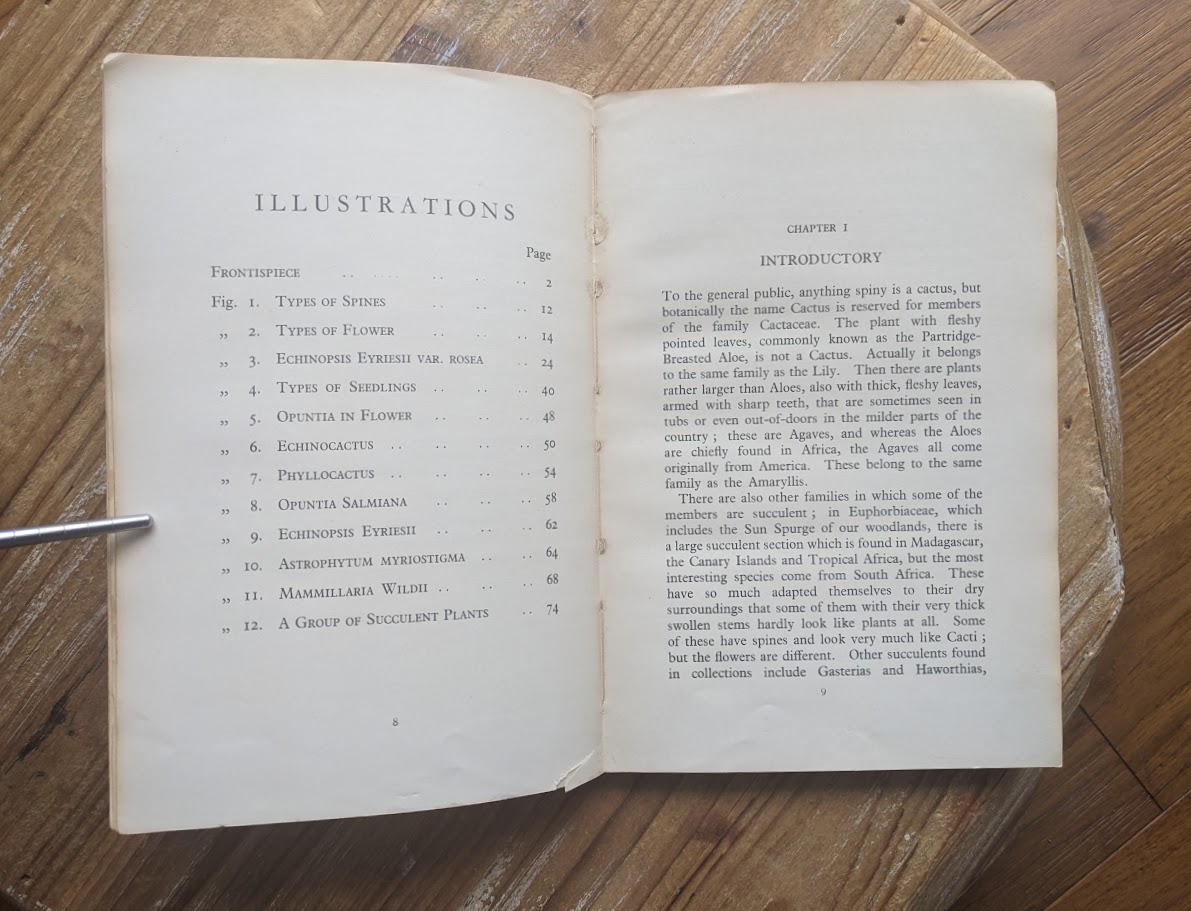 ILLUSTRATIONS
Page
Frontispiece .. .... .. .. .. 2
Fig. 1. Types of Spines .. .. .. 12
„ 2. Types of Flower .. .. .. 14
„ 3. Echinopsis Eyriesii var. rosea .. 24
„ 4. Types of Seedlings .. .. .. 40
„ 5. Opuntia in Flower .. .. .. 48
„ 6. Echinocactus .. .. .. .. 50
„ 7. Phyllocactus .. .. .. .. 54
„ 8. Opuntia Salmiana .. .. .. 58
„ 9. Echinopsis Eyriesii .. .. .. 62
„ 10. Astrophytum myriostigma .. .. 64
„ 11. Mammillaria Wildii .. .. 68
„ 12. A Group of Succulent Plants .. 74
8
CHAPTER I
INTRODUCTORY
To the general public, anything spiny is a cactus, but
botanically the name Cactus is reserved for members
of the family Cactaceae. The plant with fleshy
pointed leaves, commonly known as the Partridge-
Breasted Aloe, is not a Cactus. Actually it belongs
to the same family as the Lily. Then there are plants
rather larger than Aloes, also with thick, fleshy leaves,
armed with sharp teeth, that are sometimes seen in
tubs or even out-of-doors in the milder parts of the
country ; these are Agaves, and whereas the Aloes
are chiefly found in Africa, the Agaves all come
originally from America. These belong to the same
family as the Amaryllis.
There are also other families in which some of the
members are succulent ; in Euphorbiaceae, which
includes the Sun Spurge of our woodlands, there is
a large succulent section which is found in Madagascar,
the Canary Islands and Tropical Africa, but the most
interesting species come from South Africa. These
have so much adapted themselves to their dry
surroundings that some of them with their very thick
swollen stems hardly look like plants at all. Some
of these have spines and look very much like Cacti ;
but the flowers are different. Other succulents found
in collections include Gasterias and Haworthias,
9